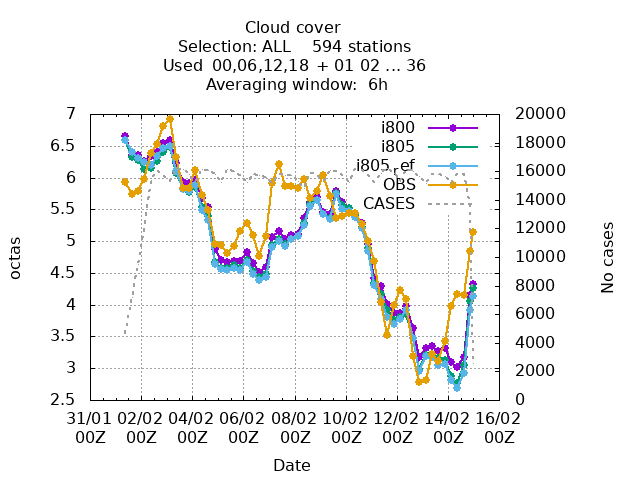 Cloud cover
Selection: ALL    594 stations
Used  00,06,12,18 + 01 02 ... 36
Averaging window:  6h
7
6.5
6
5.5
5
4.5
4
3.5
3
2.5
octas
20000
18000
16000
14000
12000
10000
8000
6000
4000
2000
0
No cases
i800
i805
i805_ef
OBS
CASES
31/01 02/02 04/02 06/02 08/02 10/02 12/02 14/02 16/02
00Z 00Z 00Z 00Z 00Z 00Z 00Z 00Z 00Z
Date